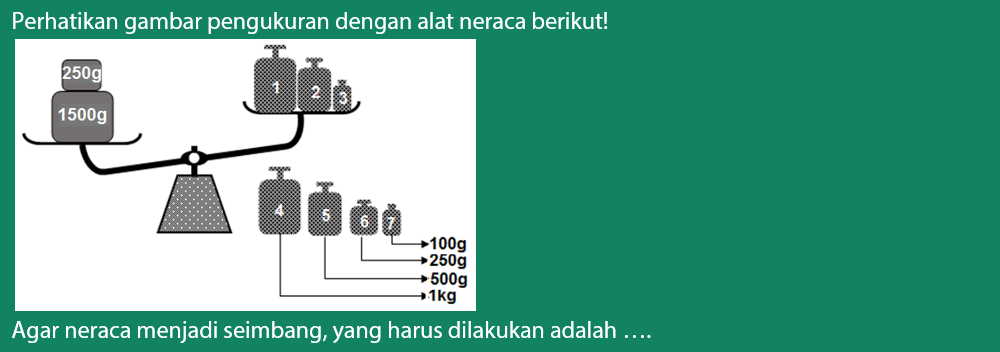 Perhatikan gambar pengukuran dengan alat neraca berikut!
250g
1500g
1
2
3
4
5
6
7
100g
250g
500g
1kg
Agar neraca menjadi seimbang, yang harus dilakukan adalah ....